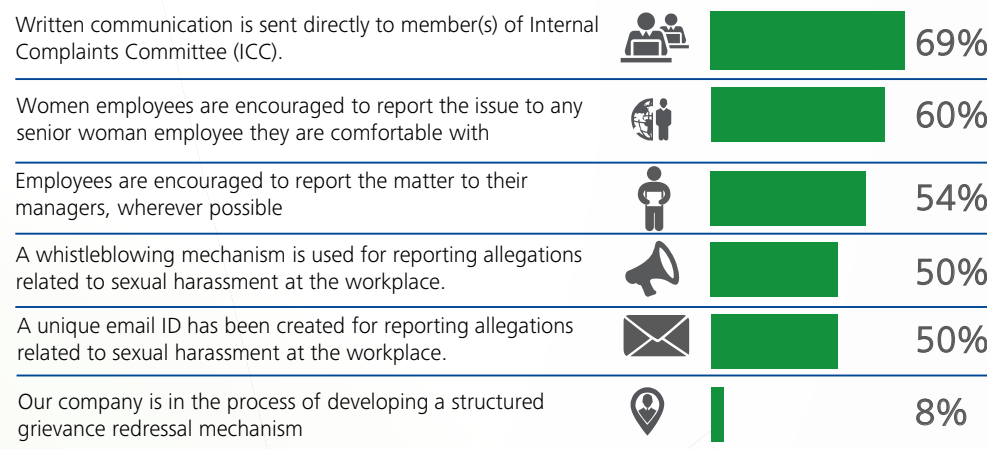 Written communication is sent directly to member(s) of Internal
Complaints Committee (ICC).
69%
Women employees are encouraged to report the issue to any
senior woman employee they are comfortable with
60%
Employees are encouraged to report the matter to their
managers, wherever possible
54%
A whistleblowing mechanism is used for reporting allegations
related to sexual harassment at the workplace.
50%
A unique email ID has been created for reporting allegations
related to sexual harassment at the workplace.
50%
Our company is in the process of developing a structured
grievance redressal mechanism
8%